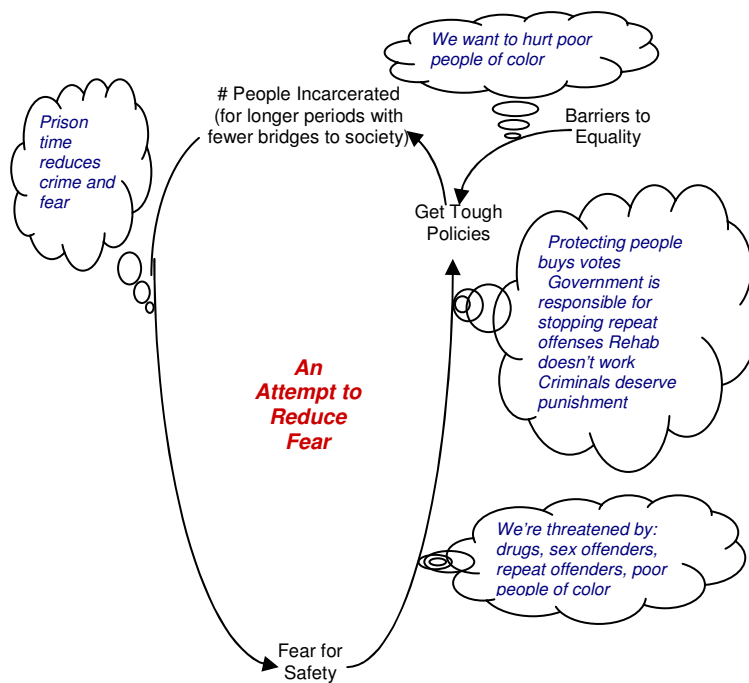 We want to hurt poor
people of color
# People Incarcerated
(for longer periods with
fewer bridges to society)
Barriers to
Equality
Prison
time
reduces
crime and
fear
Get Tough
Policies
Protecting people
buys votes
Government is
responsible for
stopping repeat
offenses Rehab
doesn't work
Criminals deserve
punishment
An
Attempt to
Reduce
Fear
We're threatened by:
drugs, sex offenders,
repeat offenders, poor
people of color
Fear for
Safety